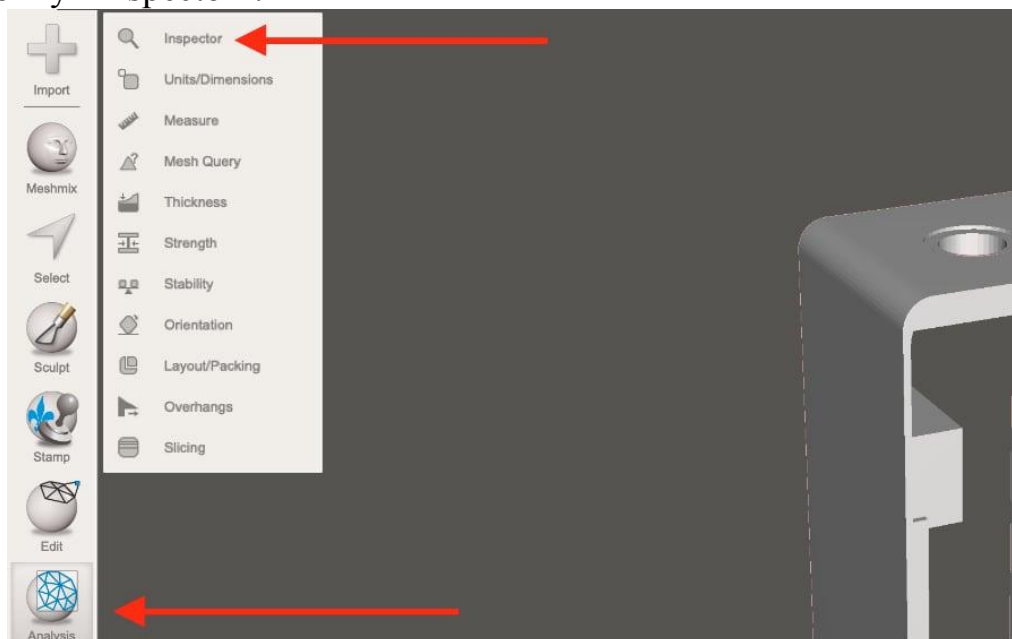 Import
Meshmix
Select
Sculpt
Stamp
Edit
Analysis
Inspector
Units/Dimensions
Measure
Mesh Query
Thickness
Strength
Stability
Orientation
Layout/Packing
Overhangs
Slicing